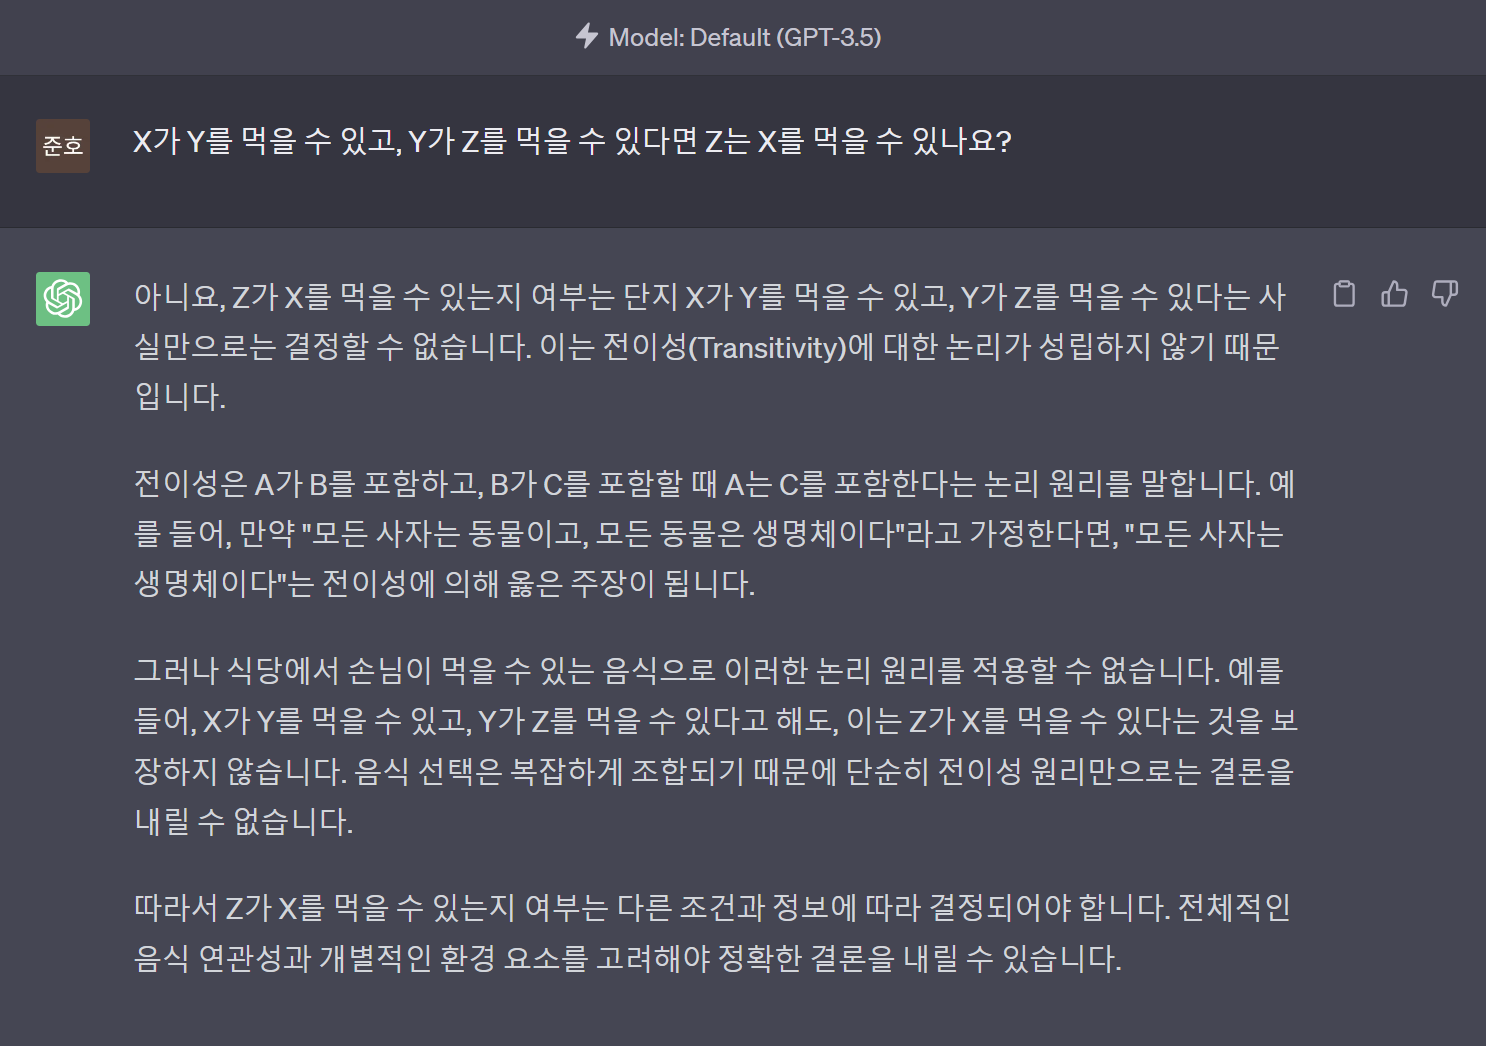 Model: Default (GPT-3.5)
준호
X가 Y를 먹을 수 있고, Y가 Z를 먹을 수 있다면 Z는 X를 먹을 수 있나요?
아니요, Z가 X를 먹을 수 있는지 여부는 단지 X가 Y를 먹을 수 있고, Y가 Z를 먹을 수 있다는 사
실만으로는 결정할 수 없습니다. 이는 전이성(Transitivity)에 대한 논리가 성립하지 않기 때문
입니다.
전이성은 A가 B를 포함하고, B가 C를 포함할 때 A는 C를 포함한다는 논리 원리를 말합니다. 예
를 들어, 만약 "모든 사자는 동물이고, 모든 동물은 생명체이다"라고 가정한다면, "모든 사자는
생명체이다"는 전이성에 의해 옳은 주장이 됩니다.
그러나 식당에서 손님이 먹을 수 있는 음식으로 이러한 논리 원리를 적용할 수 없습니다. 예를
들어, X가 Y를 먹을 수 있고, Y가 Z를 먹을 수 있다고 해도, 이는 Z가 X를 먹을 수 있다는 것을 보
장하지 않습니다. 음식 선택은 복잡하게 조합되기 때문에 단순히 전이성 원리만으로는 결론을
내릴 수 없습니다.
따라서 Z가 X를 먹을 수 있는지 여부는 다른 조건과 정보에 따라 결정되어야 합니다. 전체적인
음식 연관성과 개별적인 환경 요소를 고려해야 정확한 결론을 내릴 수 있습니다.